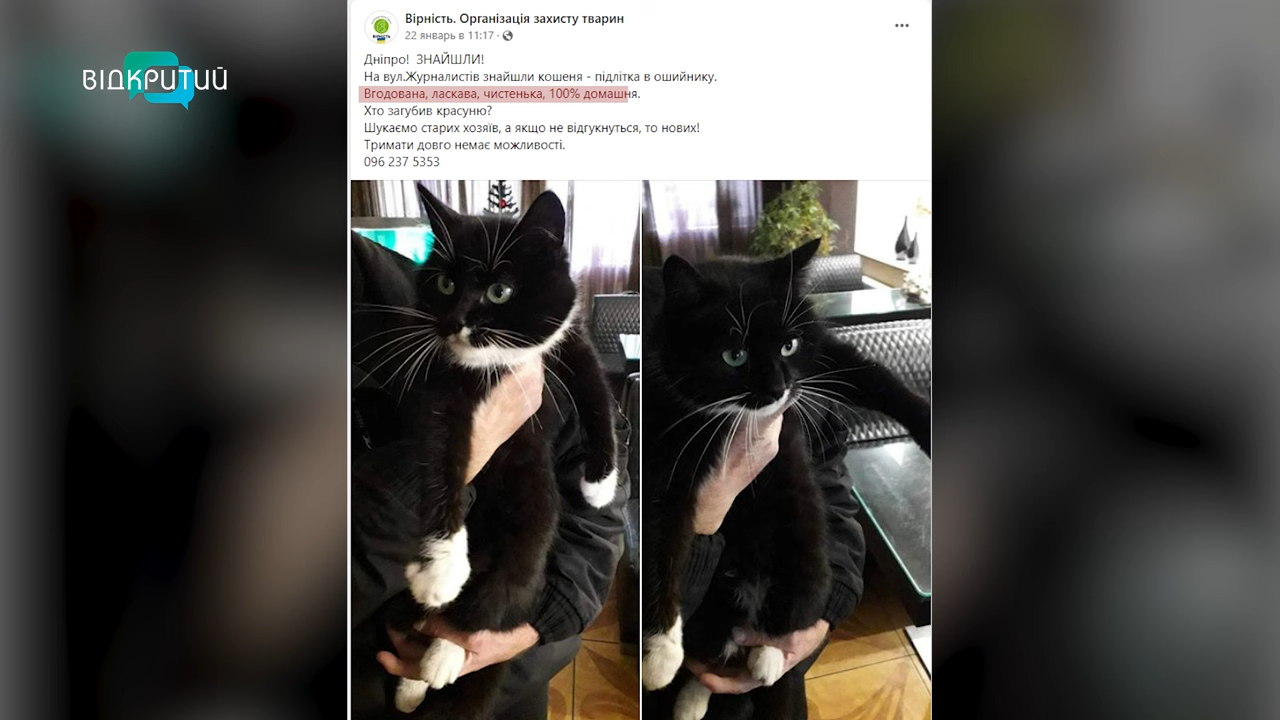 ВІДКРИТИЙ
Вірність. Організація захисту тварин
22 январь в 11:17 ·
Дніпро! ЗНАЙШЛИ!
На вул.Журналистів знайшли кошеня - підлітка в ошийнику.
Вгодована, ласкава, чистенька, 100% домашня.
Хто загубив красуню?
Шукаємо старих хозяїв, а якщо не відгукнуться, то нових!
Тримати довго немає можливості.
096 237 5353